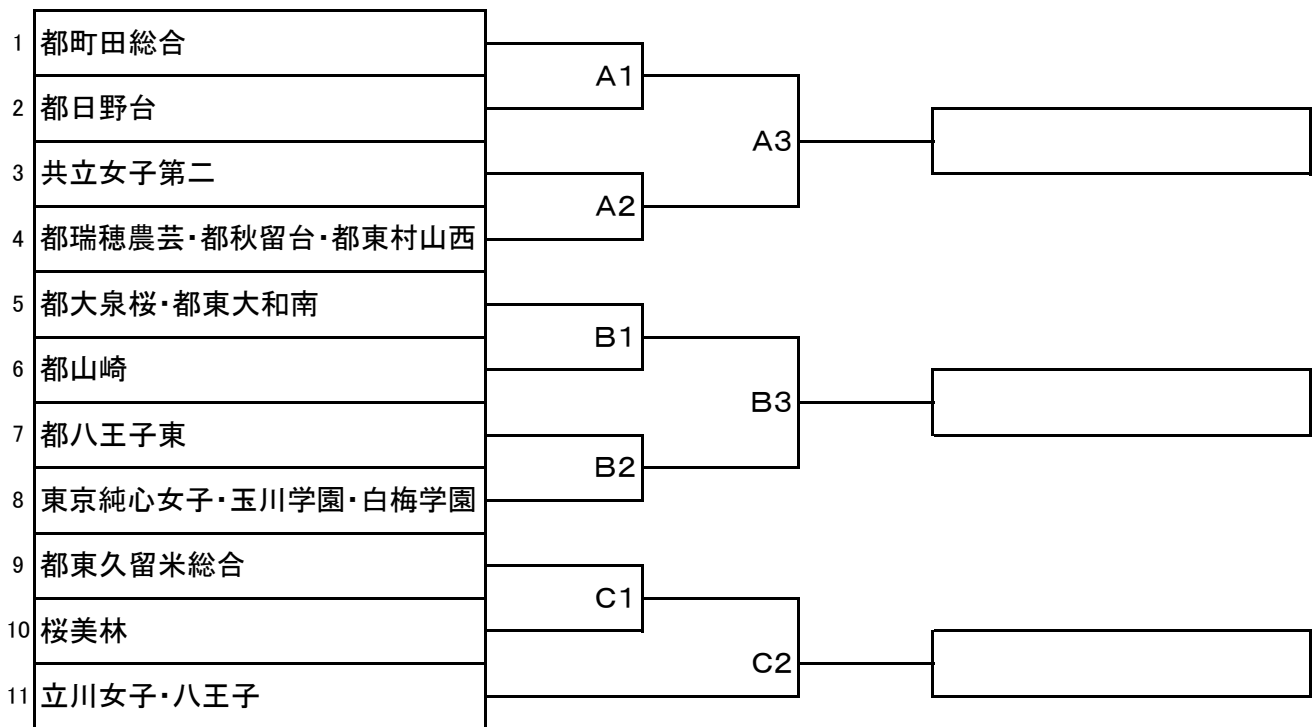 1 都町田総合
A1
2 都日野台
A3
3 共立女子第二
A2
4 都瑞穂農芸・都秋留台・都東村山西
5 都大泉桜・都東大和南
B1
6 都山崎
B3
7 都八王子東
B2
8 東京純心女子・玉川学園・白梅学園
9 都東久留米総合
C1
10 桜美林
C2
11 立川女子・八王子